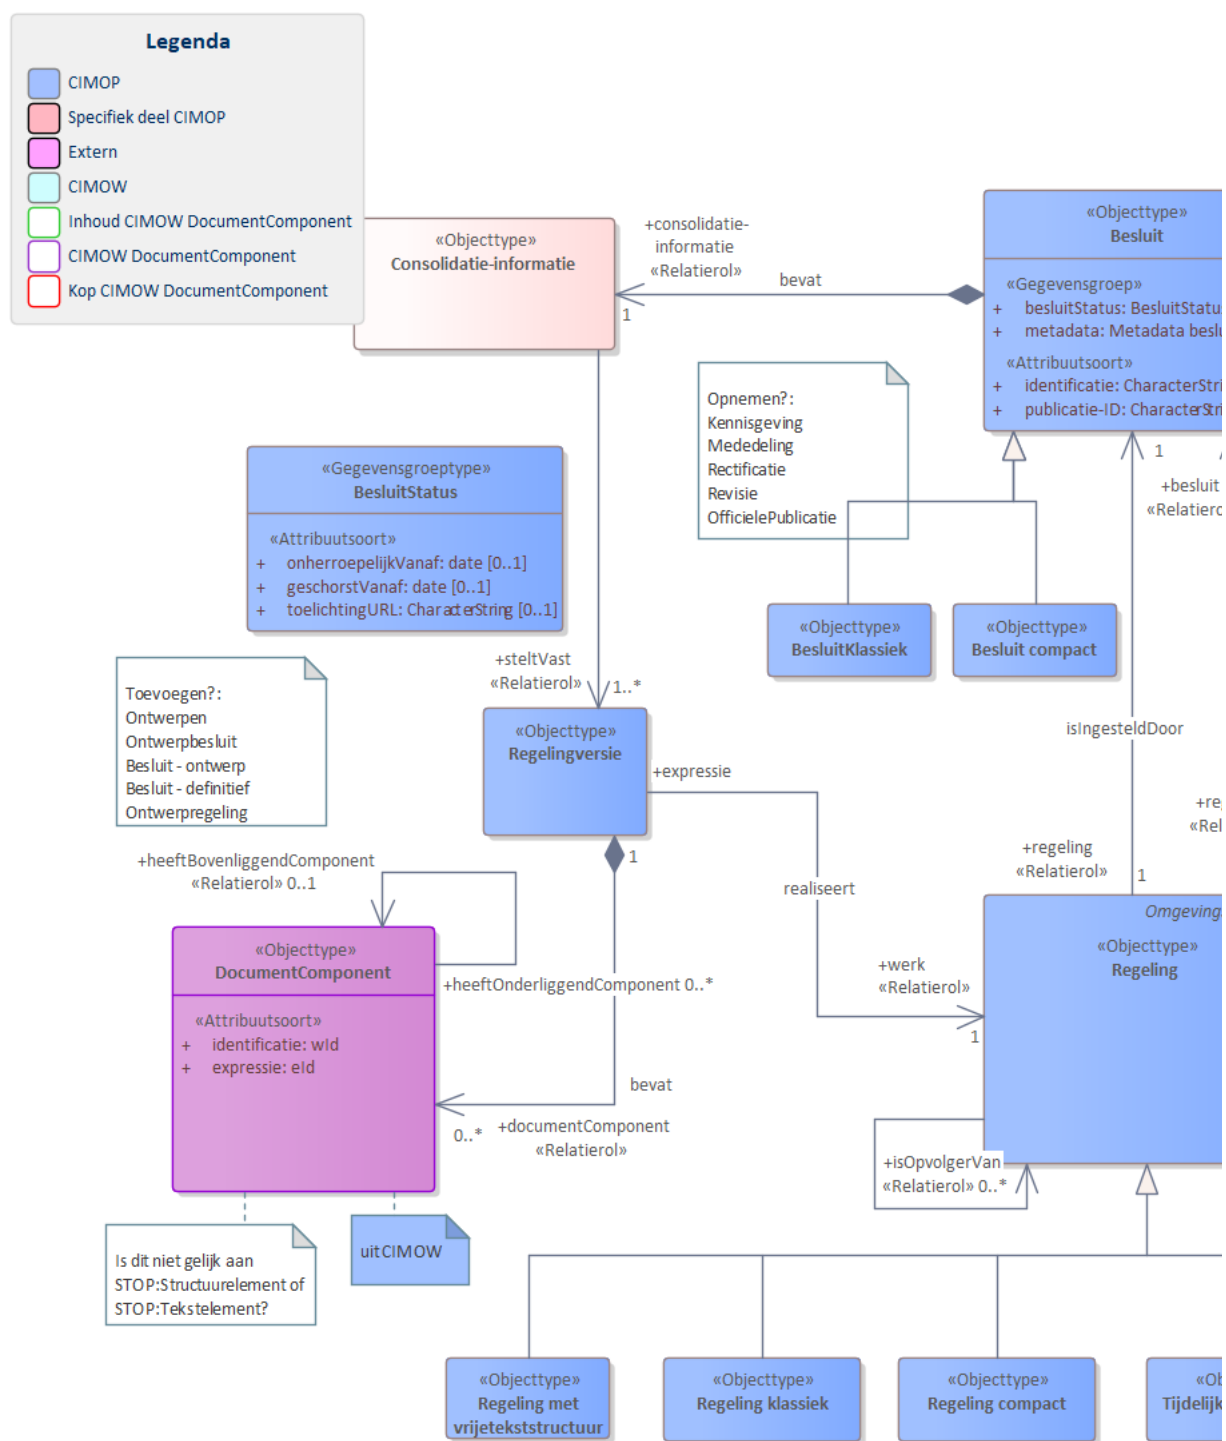 Legenda
CIMOP
Specifiek deel CIMOP
Extern
CIMOW
Inhoud CIMOW DocumentComponent
CIMOW DocumentComponent
Kop CIMOW DocumentComponent
«Objecttype»
Consolidatie-informatie
+consolidatie-
informatie
«Relatierol»
1
bevat
«Objecttype»
Besluit
«Gegevensgroep»
+ besluitStatus: BesluitStatus
+ metadata: Metadata
«Attribuutsoort»
+ identificatie:
+ publicatie-ID:
Opnemen?:
Kennisgeving
Mededeling
Rectificatie
Revisie
OfficielePublicatie
«Gegevensgroeptype»
BesluitStatus
«Attribuutsoort»
+ onherroepelijkVanaf: date [0..1]
+ geschorstVanaf: date [0..1]
+ toelichtingURL: CharacterString [0..1]
1
+besluit
«Objecttype»
BesluitKlassiek
«Objecttype»
Besluit compact
Toevoegen?:
Ontwerpen
Ontwerpbesluit
Besluit - ontwerp
Besluit - definitief
Ontwerpregeling
+steltVast
«Relatierol»
1..*
«Objecttype»
Regelingversie
+expressie
1
isIngesteldDoor
realiseert
+regeling
«Relatierol»
1
+heeftBovenliggendComponent
«Relatierol» 0..1
+heeftOnderliggendComponent 0..*
«Objecttype»
DocumentComponent
«Attribuutsoort»
+ identificatie: wId
+ expressie: eId
bevat
0..*
+documentComponent
«Relatierol»
+werk
«Relatierol»
1
«Objecttype»
Regeling
+isOpvolgerVan
«Relatierol» 0..*
Is dit niet gelijk aan
STOP:Structuurelement of
STOP:Tekstelement?
uit CIMOW
«Objecttype»
Regeling met
vrijetekststructuur
«Objecttype»
Regeling klassiek
«Objecttype»
Regeling compact